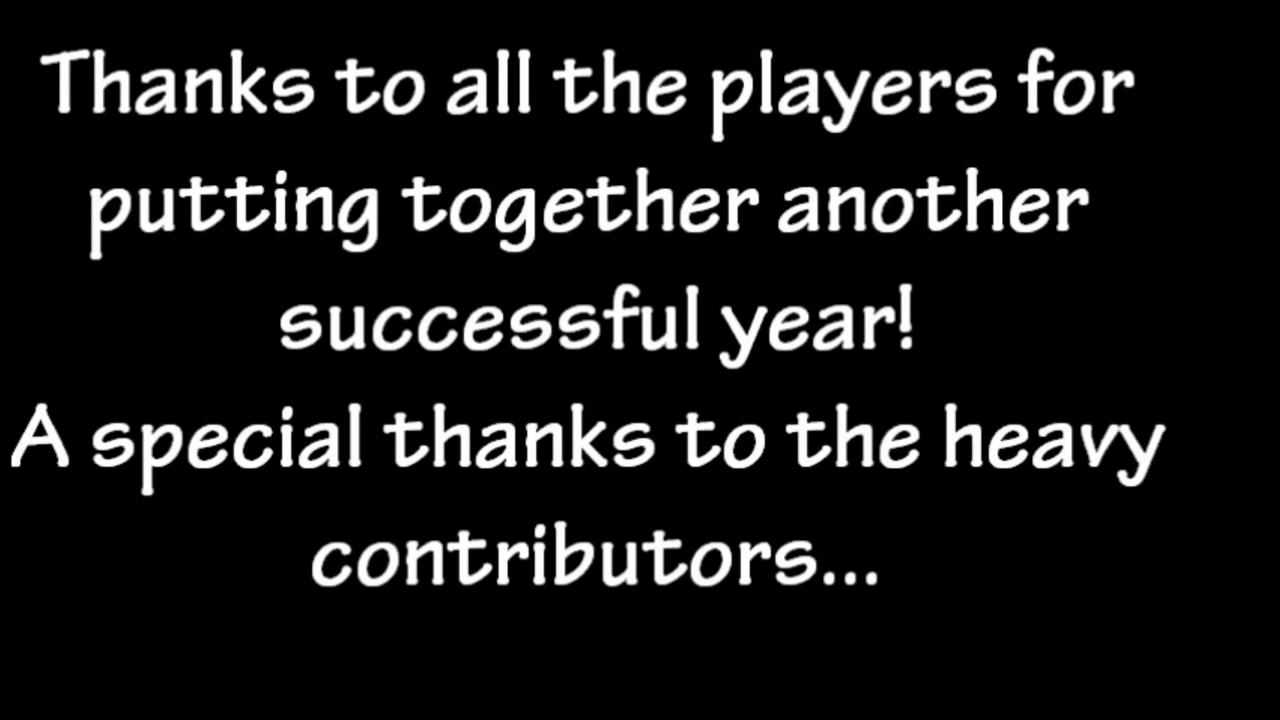 Thanks to all the players for
putting together another
successful year!
A special thanks to the heavy
contributors...